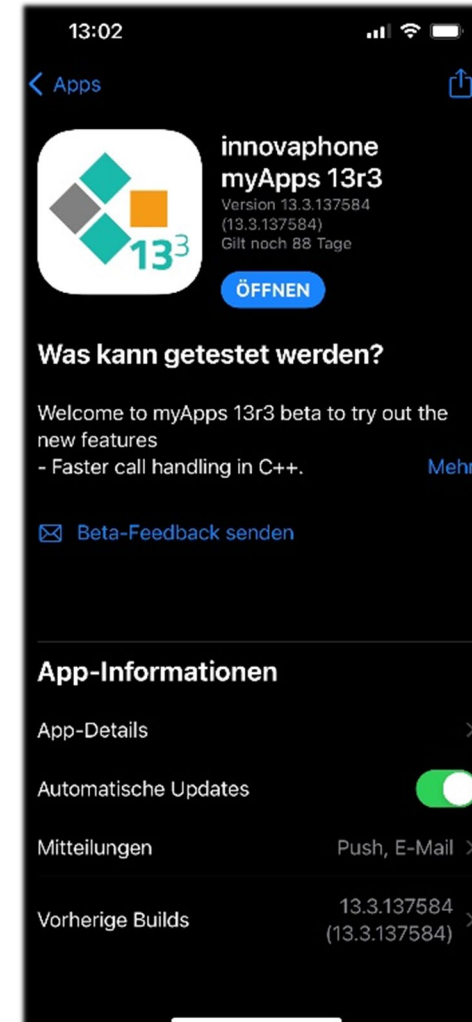 13:02
Apps
13³
innovaphone
myApps 13r3
Version 13.3.137584
(13.3.137584)
Gilt noch 88 Tage
ÖFFNEN
Was kann getestet werden?
Welcome to myApps 13r3 beta to try out the
new features
- Faster call handling in C++.
Mehr
Beta-Feedback senden
App-Informationen
App-Details
Automatische Updates
Mitteilungen
Push, E-Mail
Vorherige Builds
13.3.137584
(13.3.137584)